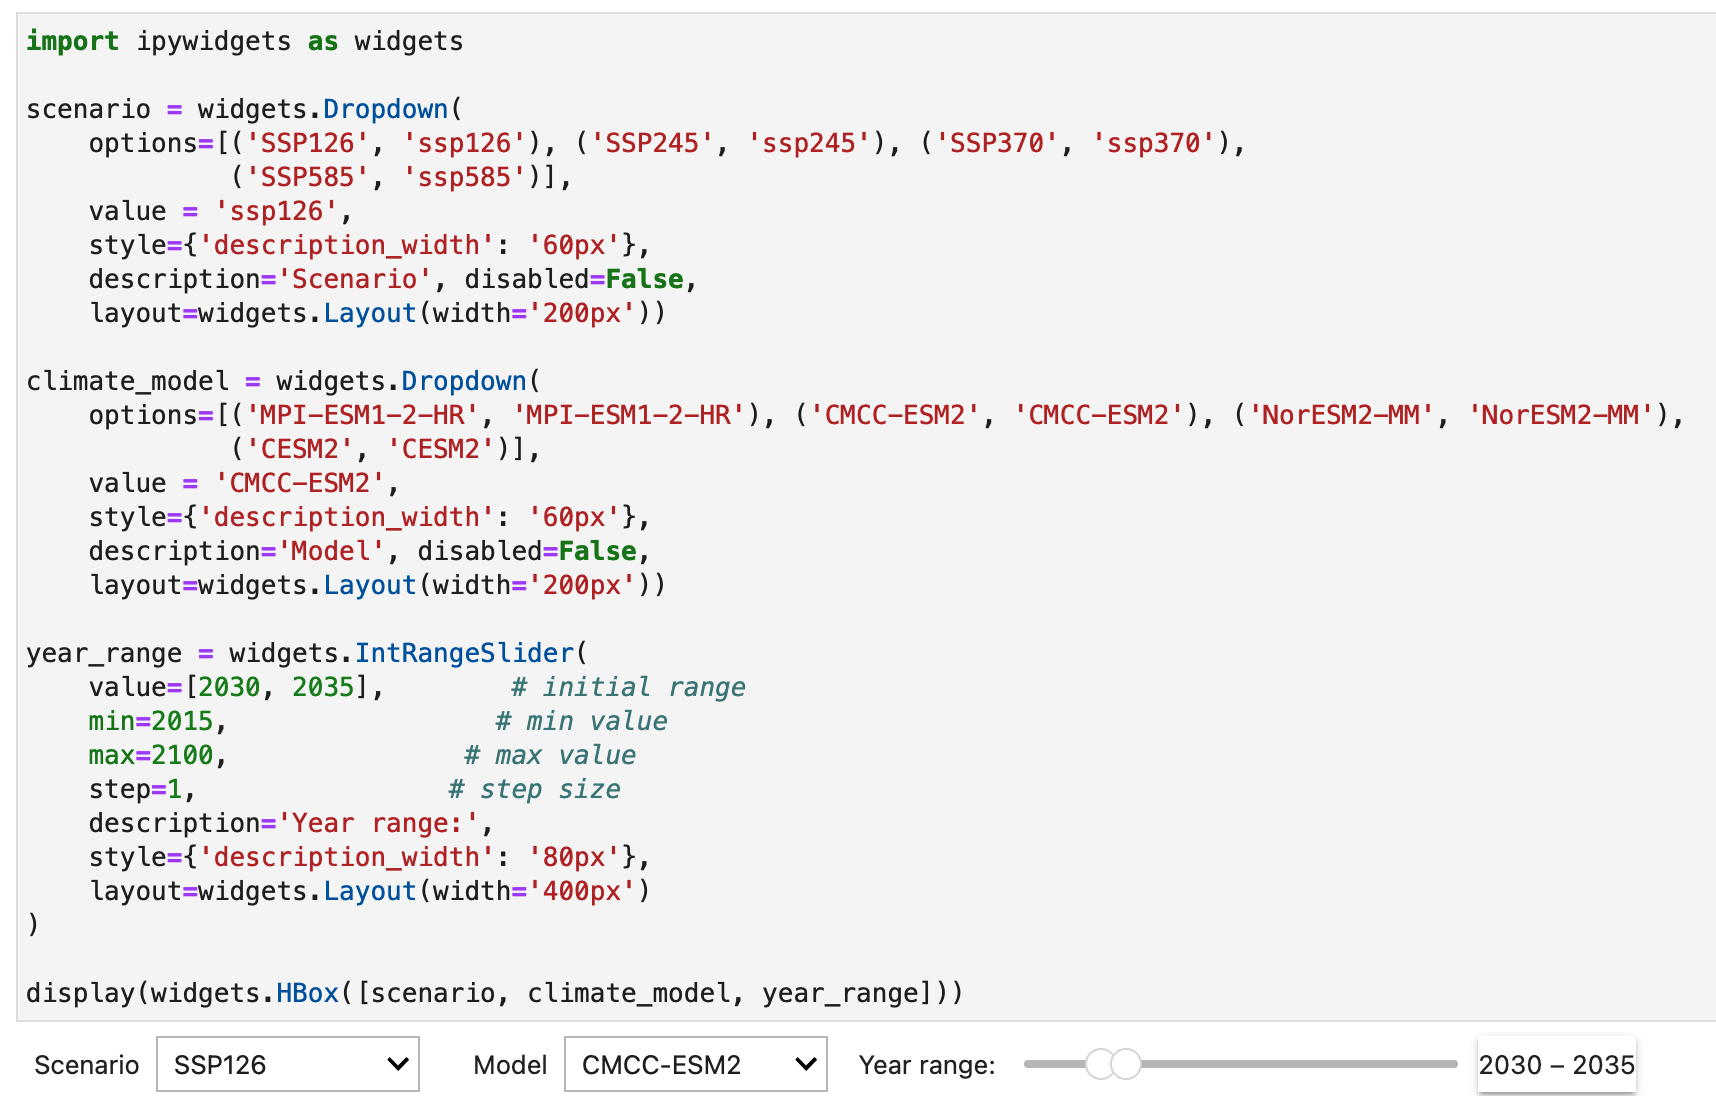 import ipywidgets as widgets
scenario = widgets.Dropdown(
    options=[('SSP126', 'ssp126'), ('SSP245', 'ssp245'), ('SSP370', 'ssp370'),
             ('SSP585', 'ssp585')],
    value = 'ssp126',
    style={'description_width': '60px'},
    description='Scenario', disabled=False,
    layout=widgets.Layout(width='200px'))
climate_model = widgets.Dropdown(
    options=[('MPI-ESM1-2-HR', 'MPI-ESM1-2-HR'), ('CMCC-ESM2', 'CMCC-ESM2'), ('NorESM2-MM', 'NorESM2-MM'),
             ('CESM2', 'CESM2')],
    value = 'CMCC-ESM2',
    style={'description_width': '60px'},
    description='Model', disabled=False,
    layout=widgets.Layout(width='200px'))
year_range = widgets.IntRangeSlider(
    value=[2030, 2035],        # initial range
    min=2015,                 # min value
    max=2100,               # max value
    step=1,                # step size
    description='Year range:',
    style={'description_width': '80px'},
    layout=widgets.Layout(width='400px')
)
display(widgets.HBox([scenario, climate_model, year_range]))
Scenario SSP126 Model CMCC-ESM2 Year range: 2030 – 2035